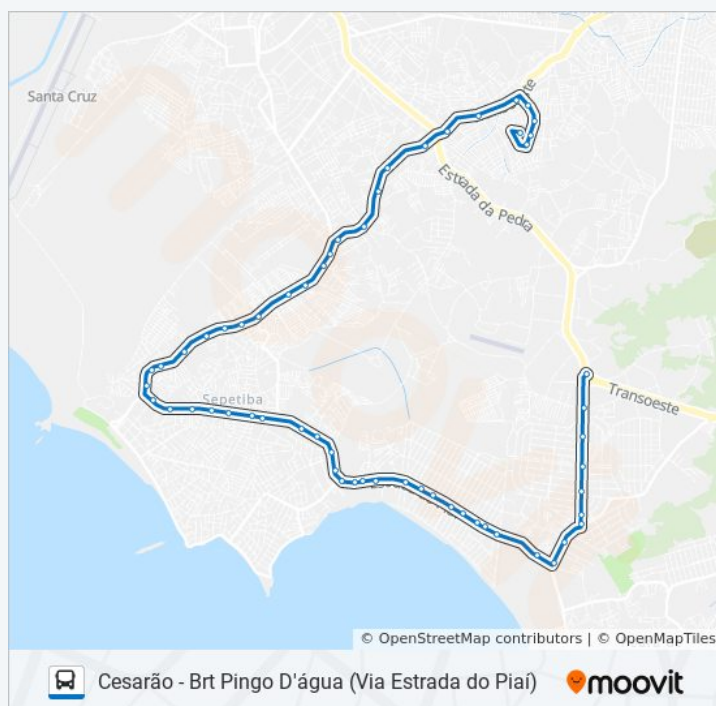 Santa Cruz
Estrada da Pedra
Sepetiba
Transoeste
© OpenStreetMap contributors | © OpenMapTiles
Cesarão - Brt Pingo D'água (Via Estrada do Piaí)
moovit